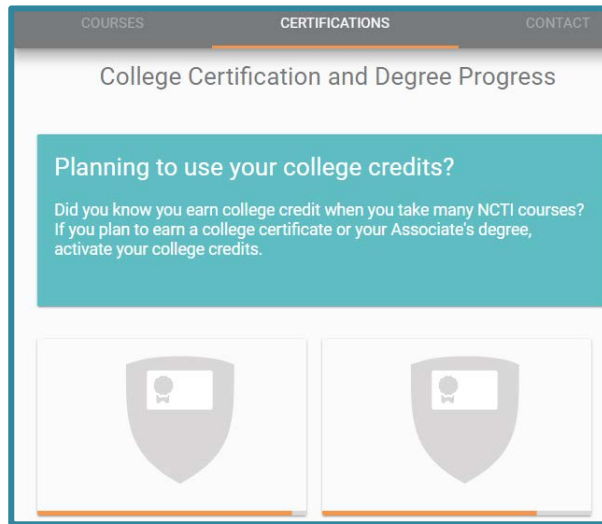 COURSES CERTIFICATIONS CONTACT
College Certification and Degree Progress
Planning to use your college credits?
Did you know you earn college credit when you take many NCTI courses?
If you plan to earn a college certificate or your Associate's degree,
activate your college credits.